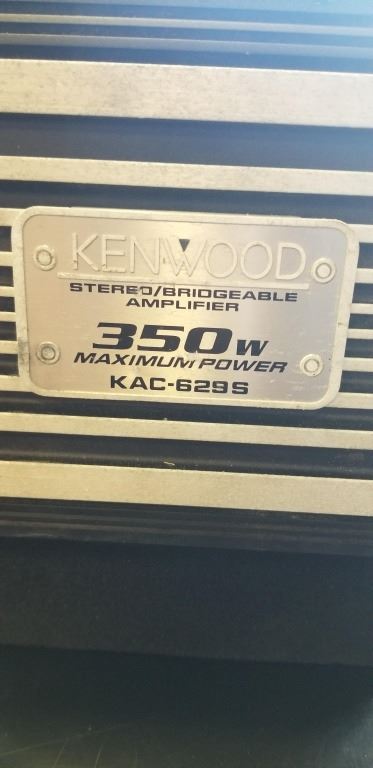 KENWOOD
STEREO/BRIDGEABLE
AMPLIFIER
350W
MAXIMUM POWER
KAC-629S